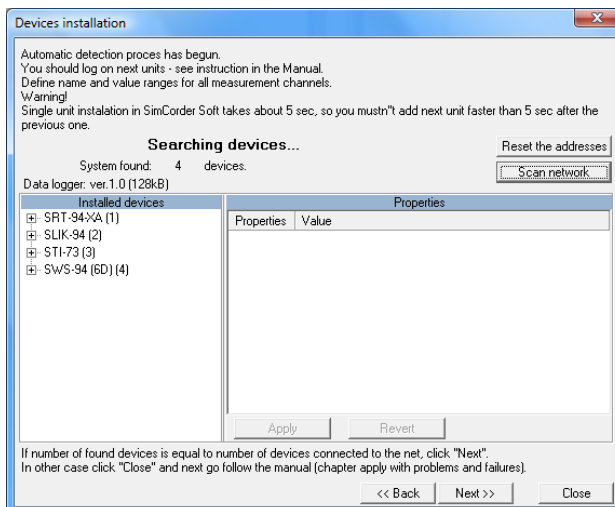 Devices installation
Automatic detection proces has begun.
You should log on next units - see instruction in the Manual.
Define name and value ranges for all measurement channels.
Warning!
Single unit instalation in SimCorder Soft takes about 5 sec, so you mustn"t add next unit faster than 5 sec after the
previous one.
Searching devices...
Reset the addresses
System found: 4 devices.
Scan network
Data logger: ver.1.0 (128kB)
Installed devices
Properties
Properties Value
SRT-94-XA (1)
SLIK-94 (2)
STI-73 (3)
SWS-94 (6D) (4)
Apply Revert
If number of found devices is equal to number of devices connected to the net, click "Next".
In other case click "Close" and next go follow the manual (chapter apply with problems and failures).
<< Back Next >> Close